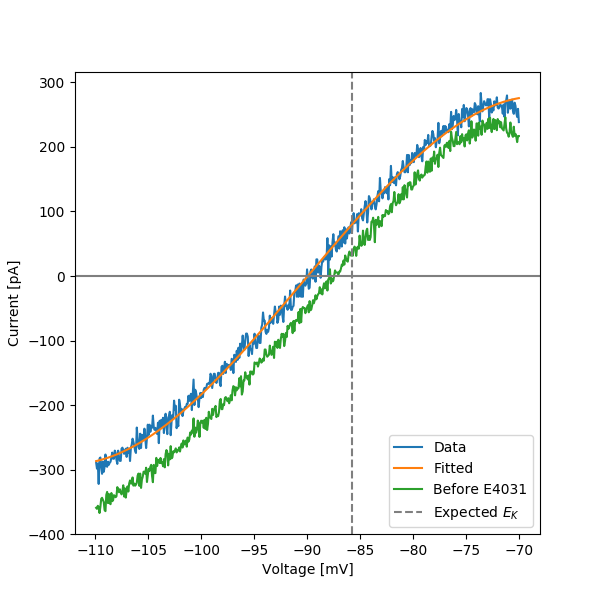 300
200
100
0
−100
−200
−300
−400
Current [pA]
Data
Fitted
Before E4031
Expected E_K
−110 −105 −100 −95 −90 −85 −80 −75 −70
Voltage [mV]